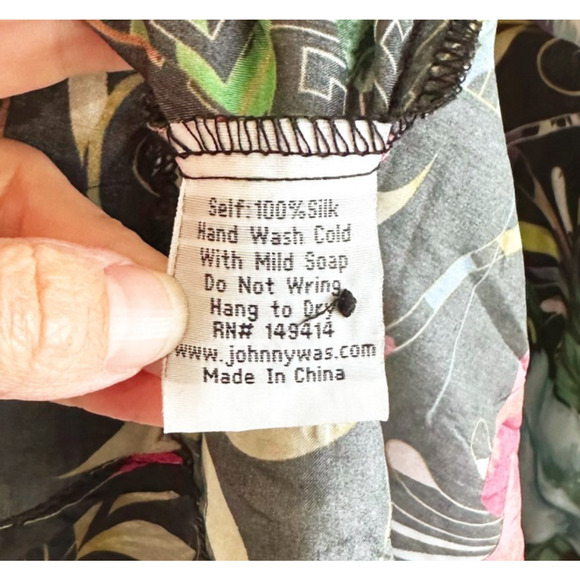 Self:100%Silk
Hand Wash Cold
With Mild Soap
Do Not Wring
Hang to Dry
RN# 149414
www.johnnywas.com
Made In China